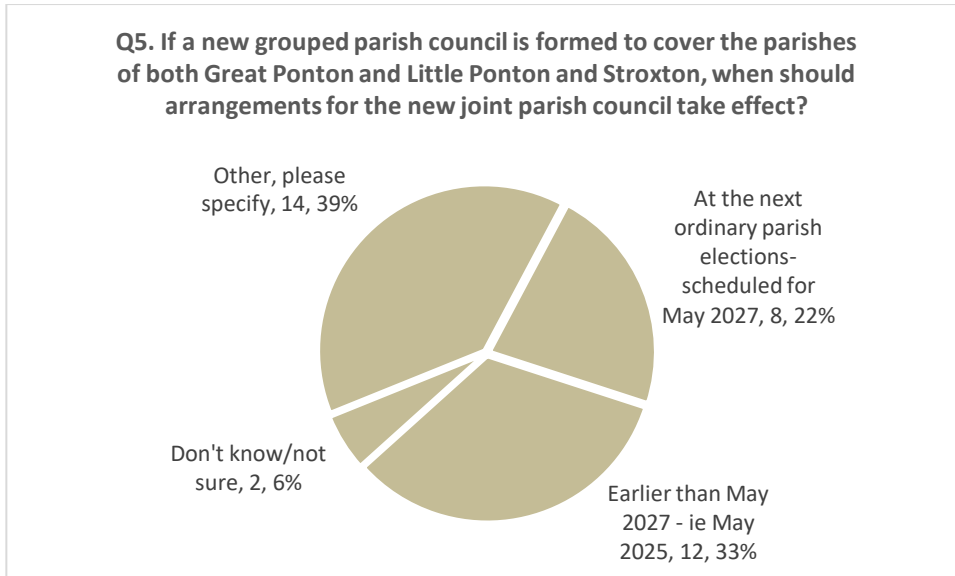 Q5. If a new grouped parish council is formed to cover the parishes
of both Great Ponton and Little Ponton and Stroxton, when should
arrangements for the new joint parish council take effect?
Other, please
specify, 14, 39%
At the next
ordinary parish
elections-
scheduled for
May 2027, 8, 22%
Don't know/not
sure, 2, 6%
Earlier than May
2027 - ie May
2025, 12, 33%